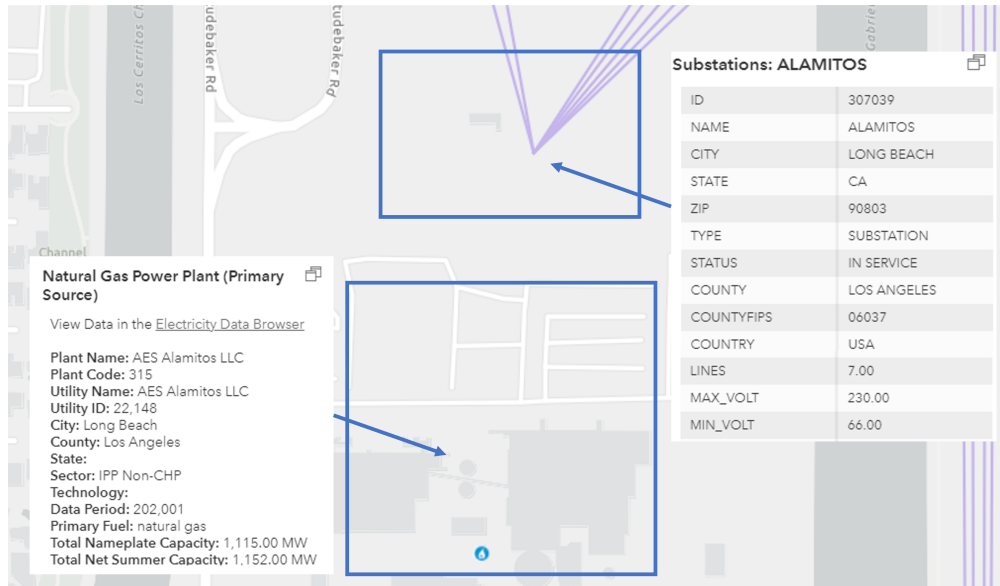 Los Cerritos Ch
udebaker Rd
tudebaker Rd
Gabrie
Channel
Substations: ALAMITOS
ID 307039
NAME ALAMITOS
CITY LONG BEACH
STATE CA
ZIP 90803
TYPE SUBSTATION
STATUS IN SERVICE
COUNTY LOS ANGELES
COUNTYFIPS 06037
COUNTRY USA
LINES 7.00
MAX_VOLT 230.00
MIN_VOLT 66.00
Natural Gas Power Plant (Primary
Source)
View Data in the Electricity Data Browser
Plant Name: AES Alamitos LLC
Plant Code: 315
Utility Name: AES Alamitos LLC
Utility ID: 22,148
City: Long Beach
County: Los Angeles
State:
Sector: IPP Non-CHP
Technology:
Data Period: 202,001
Primary Fuel: natural gas
Total Nameplate Capacity: 1,115.00 MW
Total Net Summer Capacity: 1,152.00 MW